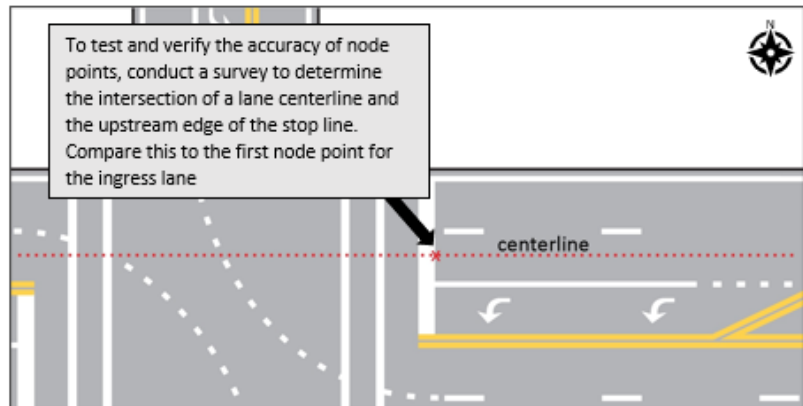 N
To test and verify the accuracy of node
points, conduct a survey to determine
the intersection of a lane centerline and
the upstream edge of the stop line.
Compare this to the first node point for
the ingress lane
centerline
x